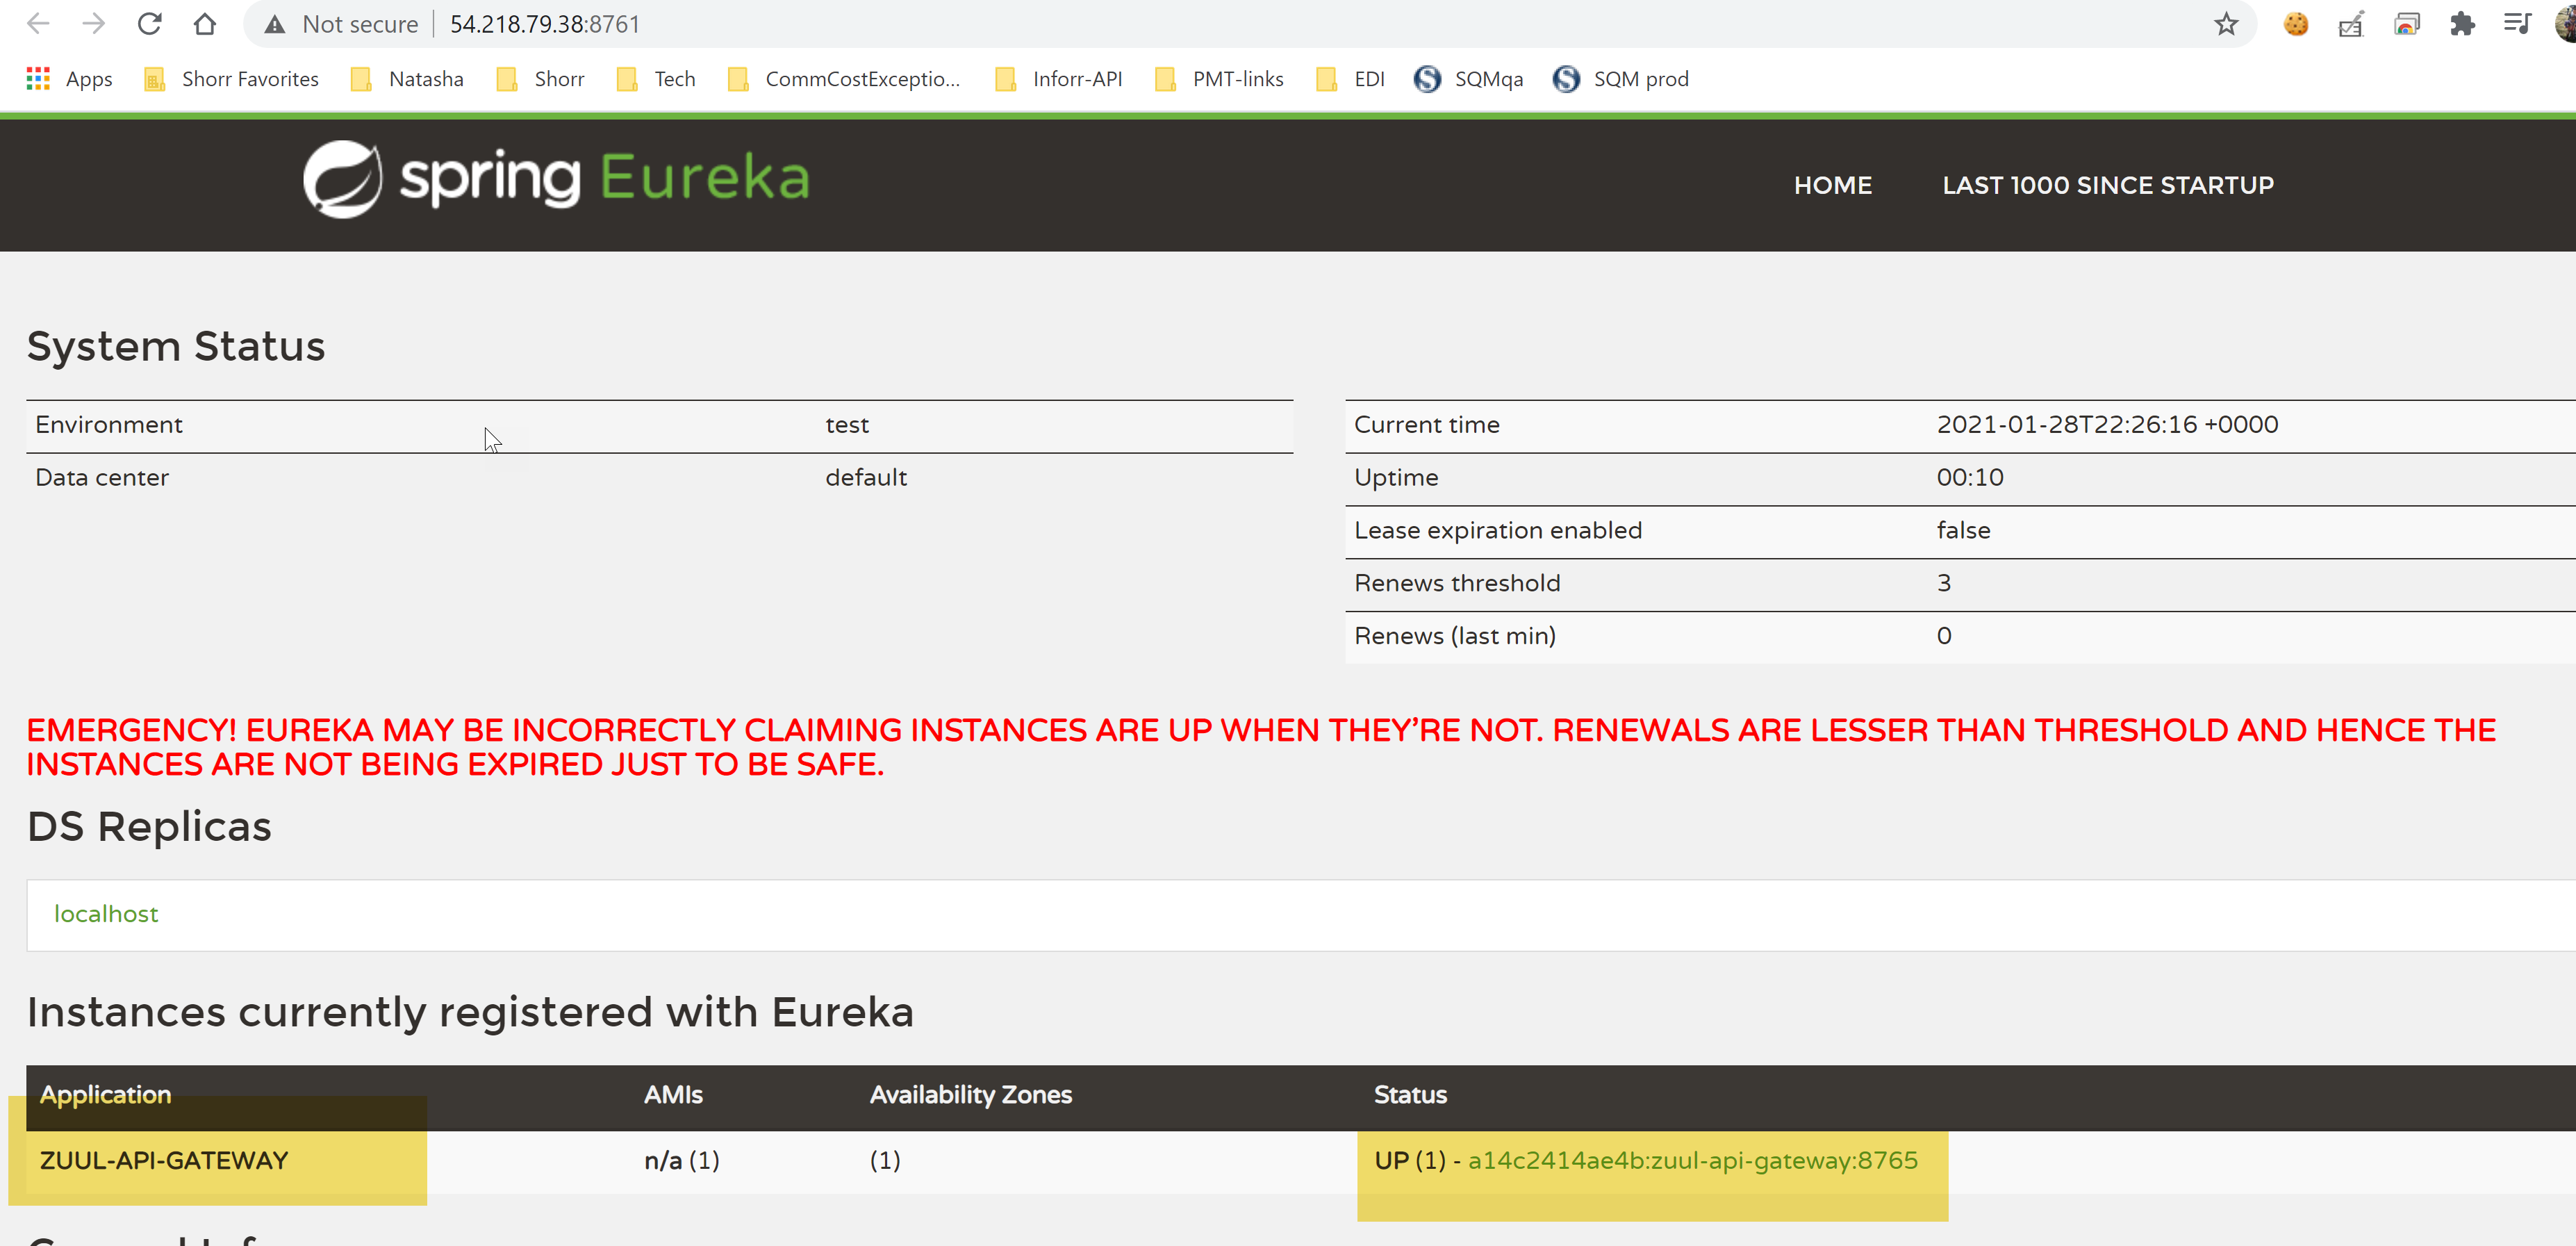 Not secure 54.218.79.38:8761
Apps Shorr Favorites Natasha Shorr Tech CommCostExceptio... Inforr-API PMT-links EDI SQMqa SQM prod
spring Eureka HOME LAST 1000 SINCE STARTUP
System Status
Environment test
Data center default
Current time 2021-01-28T22:26:16 +0000
Uptime 00:10
Lease expiration enabled false
Renews threshold 3
Renews (last min) 0
EMERGENCY! EUREKA MAY BE INCORRECTLY CLAIMING INSTANCES ARE UP WHEN THEY’RE NOT. RENEWALS ARE LESSER THAN THRESHOLD AND HENCE THE
INSTANCES ARE NOT BEING EXPIRED JUST TO BE SAFE.
DS Replicas
localhost
Instances currently registered with Eureka
Application AMIs Availability Zones Status
ZUUL-API-GATEWAY n/a (1) (1) UP (1) - a14c2414ae4b:zuul-api-gateway:8765